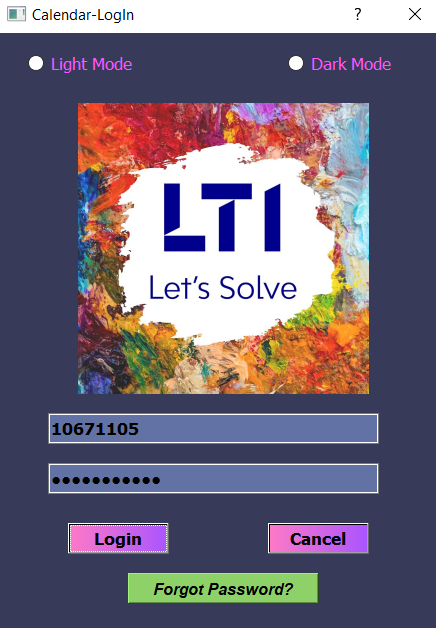 Calendar-LogIn
Light Mode
Dark Mode
LTI
Let's Solve
10671105
Login
Cancel
Forgot Password?